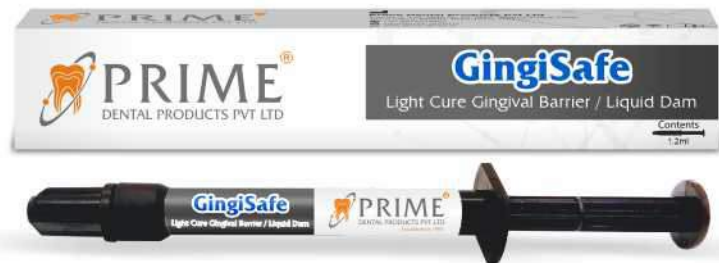 PRIME®
DENTAL PRODUCTS PVT LTD
GingiSafe
Light Cure Gingival Barrier / Liquid Dam
Contents
1.2ml
GingiSafe
Light Cure Gingival Barrier / Liquid Dam
PRIME
DENTAL PRODUCTS PVT LTD